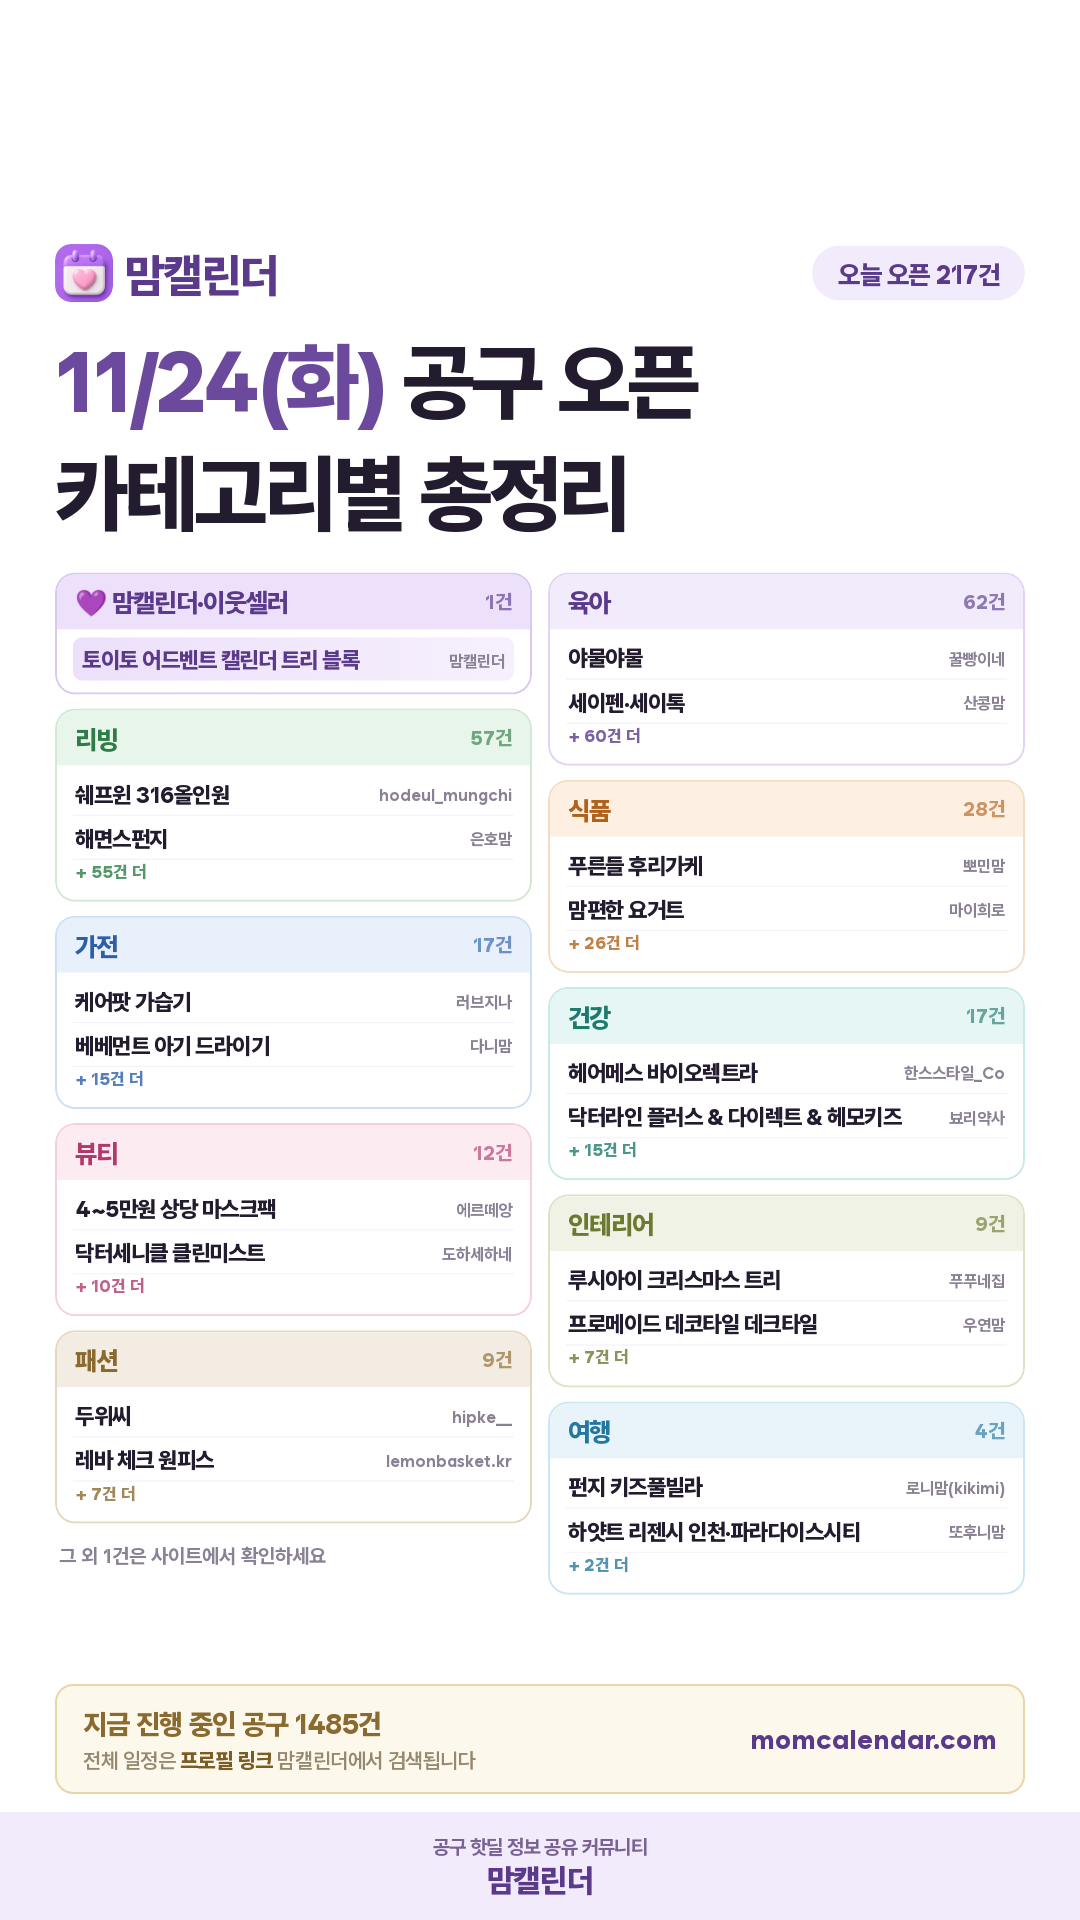 맘캘린더
오늘 오픈 217건
11/24(화) 공구 오픈
카테고리별 총정리
💜 맘캘린더·이웃셀러 1건
토이토 어드벤트 캘린더 트리 블록 맘캘린더
리빙 57건
쉐프윈 316올인원 hodeul_mungchi
해면스펀지 은호맘
+ 55건 더
가전 17건
케어팟 가습기 러브지나
베베먼트 아기 드라이기 다니맘
+ 15건 더
뷰티 12건
4~5만원 상당 마스크팩 에르떼앙
닥터세니클 클린미스트 도하세하네
+ 10건 더
패션 9건
두위씨 hipke__
레바 체크 원피스 lemonbasket.kr
+ 7건 더
그 외 1건은 사이트에서 확인하세요
육아 62건
야물야물 꿀빵이네
세이펜·세이톡 산콩맘
+ 60건 더
식품 28건
푸른들 후리가케 뽀민맘
맘편한 요거트 마이희로
+ 26건 더
건강 17건
헤어메스 바이오렉트라 한스스타일_Co
닥터라인 플러스 & 다이렉트 & 헤모키즈 뵤리약사
+ 15건 더
인테리어 9건
루시아이 크리스마스 트리 푸푸네집
프로메이드 데코타일 데크타일 우연맘
+ 7건 더
여행 4건
펀지 키즈풀빌라 로니맘(kikimi)
하얏트 리젠시 인천·파라다이스시티 또후니맘
+ 2건 더
지금 진행 중인 공구 1485건
전체 일정은 프로필 링크 맘캘린더에서 검색됩니다
momcalendar.com
공구 핫딜 정보 공유 커뮤니티
맘캘린더